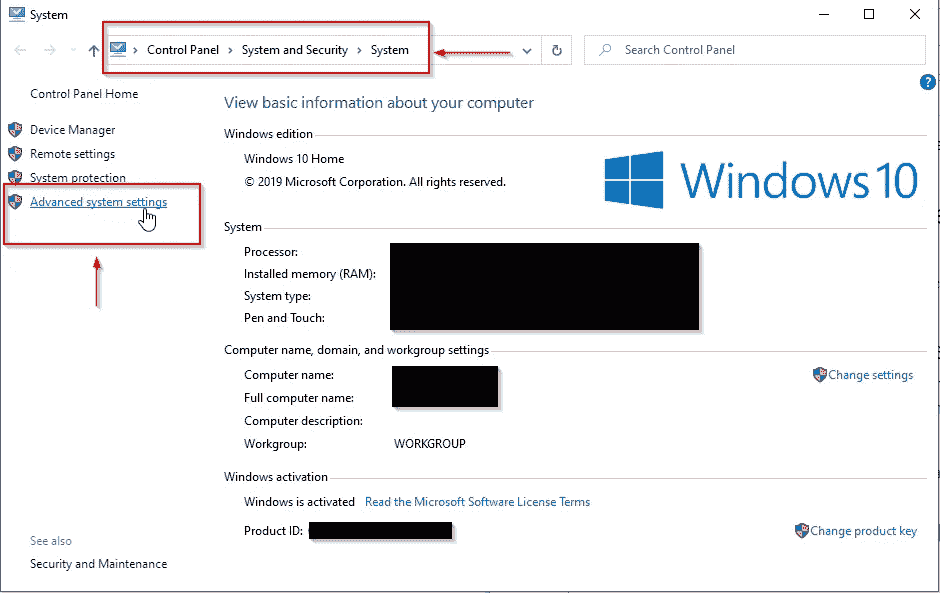 System
Control Panel › System and Security › System
Search Control Panel
?
Control Panel Home
Device Manager
Remote settings
System protection
Advanced system settings
View basic information about your computer
Windows edition
Windows 10 Home
© 2019 Microsoft Corporation. All rights reserved.
Windows 10
System
Processor:
Installed memory (RAM):
System type:
Pen and Touch:
Computer name, domain, and workgroup settings
Computer name:
Change settings
Full computer name:
Computer description:
Workgroup: WORKGROUP
Windows activation
Windows is activated Read the Microsoft Software License Terms
Product ID:
Change product key
See also
Security and Maintenance